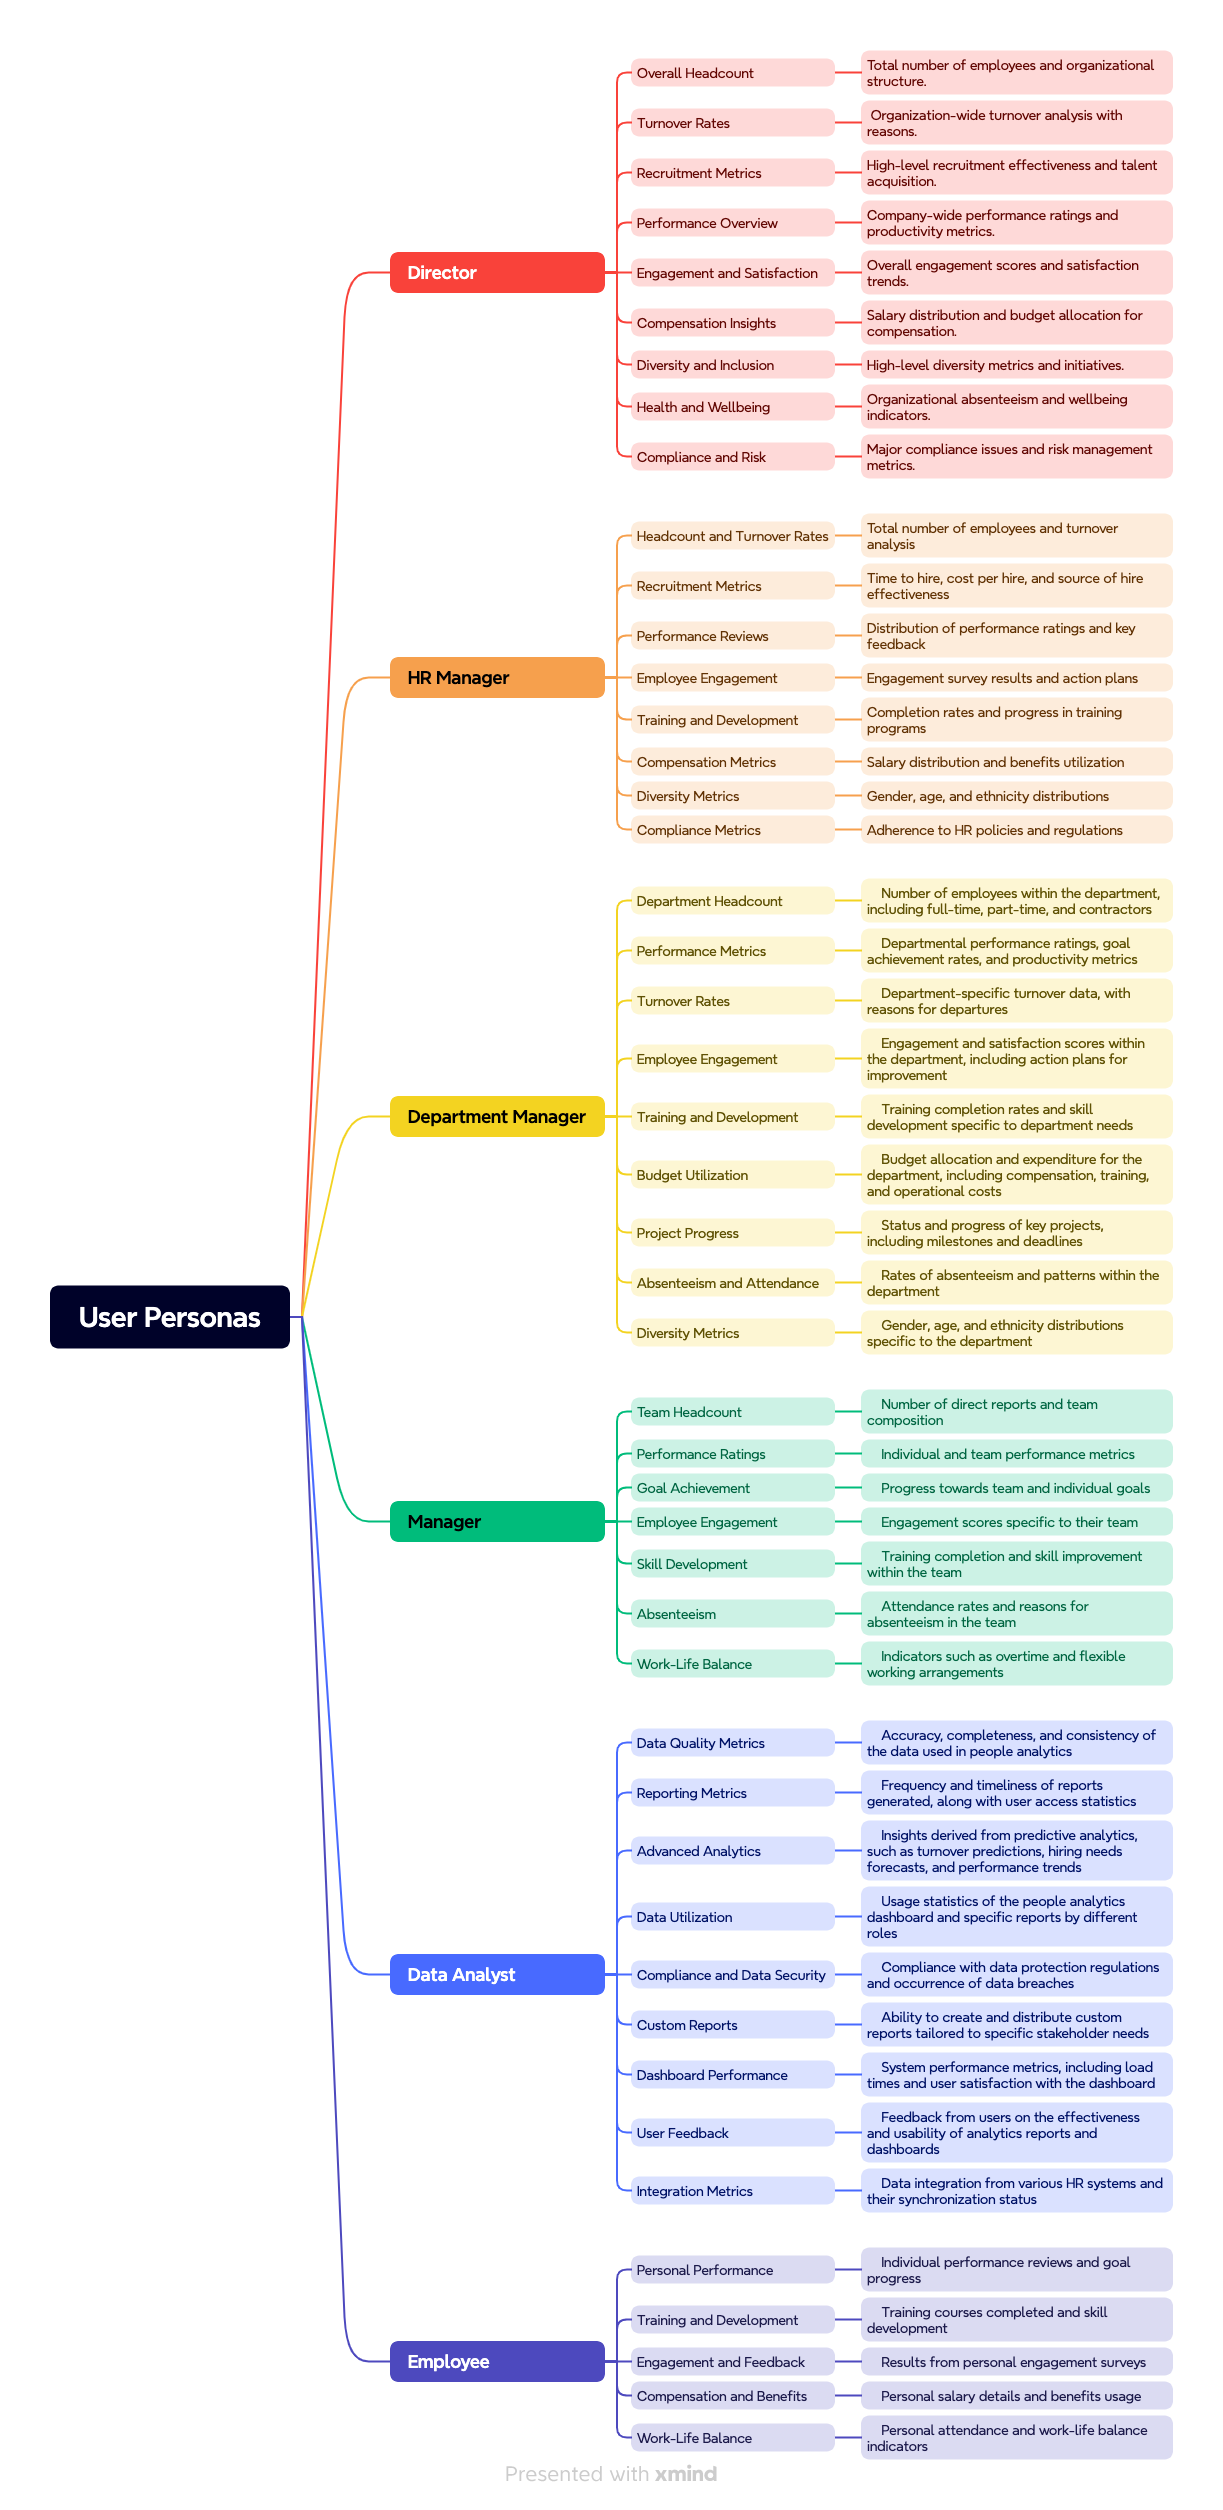 User Personas
Director
Overall Headcount
Total number of employees and organizational
structure.
Turnover Rates
Organization-wide turnover analysis with
reasons.
Recruitment Metrics
High-level recruitment effectiveness and talent
acquisition.
Performance Overview
Company-wide performance ratings and
productivity metrics.
Engagement and Satisfaction
Overall engagement scores and satisfaction
trends.
Compensation Insights
Salary distribution and budget allocation for
compensation.
Diversity and Inclusion
High-level diversity metrics and initiatives.
Health and Wellbeing
Organizational absenteeism and wellbeing
indicators.
Compliance and Risk
Major compliance issues and risk management
metrics.
HR Manager
Headcount and Turnover Rates
Total number of employees and turnover
analysis
Recruitment Metrics
Time to hire, cost per hire, and source of hire
effectiveness
Performance Reviews
Distribution of performance ratings and key
feedback
Employee Engagement
Engagement survey results and action plans
Training and Development
Completion rates and progress in training
programs
Compensation Metrics
Salary distribution and benefits utilization
Diversity Metrics
Gender, age, and ethnicity distributions
Compliance Metrics
Adherence to HR policies and regulations
Department Manager
Department Headcount
Number of employees within the department,
including full-time, part-time, and contractors
Performance Metrics
Departmental performance ratings, goal
achievement rates, and productivity metrics
Turnover Rates
Department-specific turnover data, with
reasons for departures
Employee Engagement
Engagement and satisfaction scores within
the department, including action plans for
improvement
Training and Development
Training completion rates and skill
development specific to department needs
Budget Utilization
Budget allocation and expenditure for the
department, including compensation, training,
and operational costs
Project Progress
Status and progress of key projects,
including milestones and deadlines
Absenteeism and Attendance
Rates of absenteeism and patterns within the
department
Diversity Metrics
Gender, age, and ethnicity distributions
specific to the department
Manager
Team Headcount
Number of direct reports and team
composition
Performance Ratings
Individual and team performance metrics
Goal Achievement
Progress towards team and individual goals
Employee Engagement
Engagement scores specific to their team
Skill Development
Training completion and skill improvement
within the team
Absenteeism
Attendance rates and reasons for
absenteeism in the team
Work-Life Balance
Indicators such as overtime and flexible
working arrangements
Data Analyst
Data Quality Metrics
Accuracy, completeness, and consistency of
the data used in people analytics
Reporting Metrics
Frequency and timeliness of reports
generated, along with user access statistics
Advanced Analytics
Insights derived from predictive analytics,
such as turnover predictions, hiring needs
forecasts, and performance trends
Data Utilization
Usage statistics of the people analytics
dashboard and specific reports by different
roles
Compliance and Data Security
Compliance with data protection regulations
and occurrence of data breaches
Custom Reports
Ability to create and distribute custom
reports tailored to specific stakeholder needs
Dashboard Performance
System performance metrics, including load
times and user satisfaction with the dashboard
User Feedback
Feedback from users on the effectiveness
and usability of analytics reports and
dashboards
Integration Metrics
Data integration from various HR systems and
their synchronization status
Employee
Personal Performance
Individual performance reviews and goal
progress
Training and Development
Training courses completed and skill
development
Engagement and Feedback
Results from personal engagement surveys
Compensation and Benefits
Personal salary details and benefits usage
Work-Life Balance
Personal attendance and work-life balance
indicators
Presented with xmind